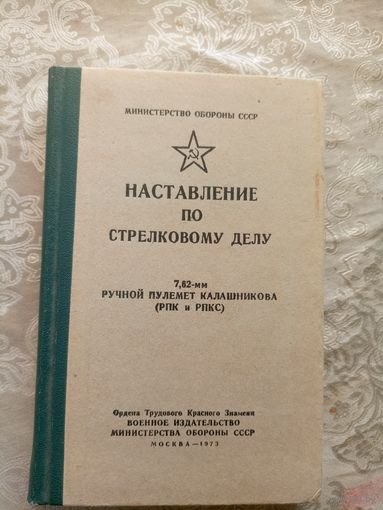 МИНИСТЕРСТВО ОБОРОНЫ СССР
НАСТАВЛЕНИЕ
ПО
СТРЕЛКОВОМУ ДЕЛУ
7,62-мм
РУЧНОЙ ПУЛЕМЕТ КАЛАШНИКОВА
(РПК и РПКС)
Ордена Трудового Красного Знамени
ВОЕННОЕ ИЗДАТЕЛЬСТВО
МИНИСТЕРСТВА ОБОРОНЫ СССР
МОСКВА—1973